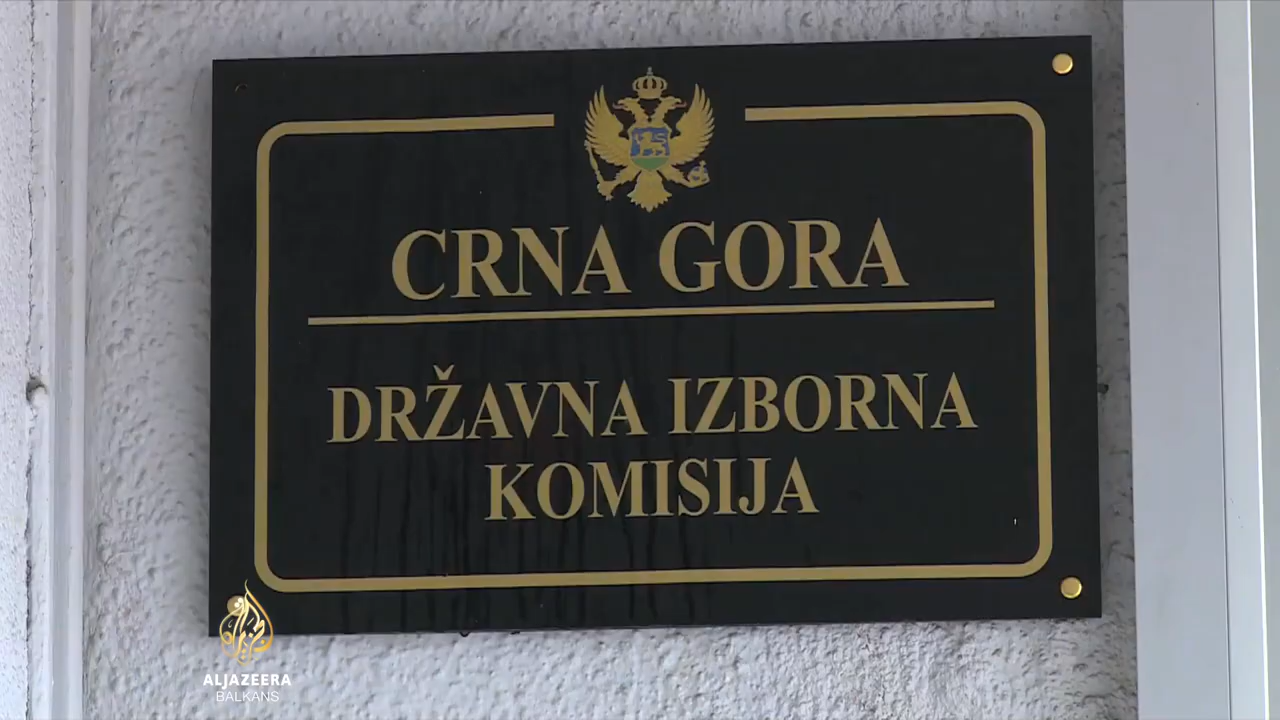 CRNA GORA
DRŽAVNA IZBORNA
KOMISIJA
ALJAZEERA
BALKANS